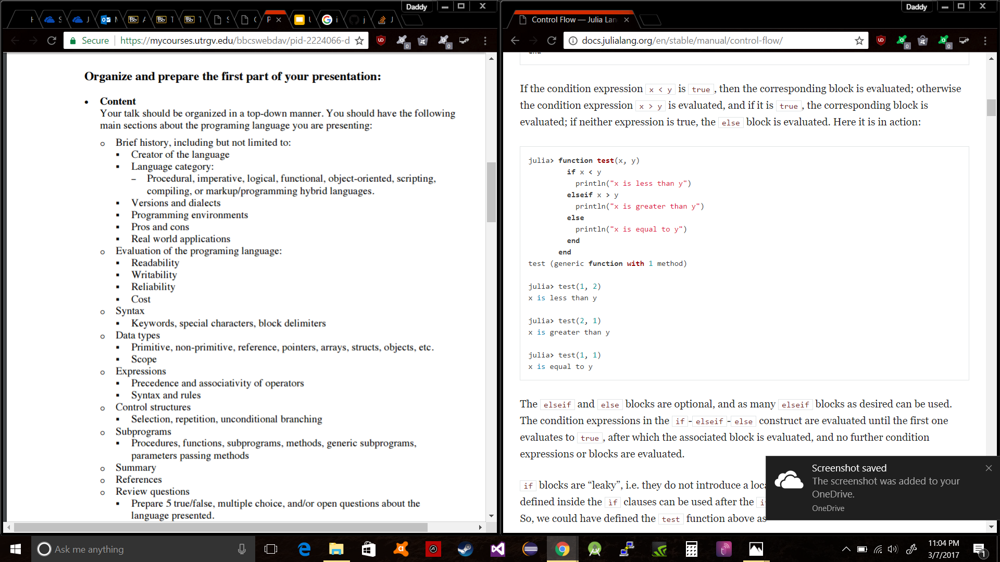 Daddy
Secure https://mycourses.utrgv.edu/bbcswebdav/pid-2224066-d
Organize and prepare the first part of your presentation:
• Content
Your talk should be organized in a top-down manner. You should have the following
main sections about the programing language you are presenting:
o Brief history, including but not limited to:
▪ Creator of the language
▪ Language category:
– Procedural, imperative, logical, functional, object-oriented, scripting,
compiling, or markup/programming hybrid languages.
▪ Versions and dialects
▪ Programming environments
▪ Pros and cons
▪ Real world applications
o Evaluation of the programing language:
▪ Readability
▪ Writability
▪ Reliability
▪ Cost
o Syntax
▪ Keywords, special characters, block delimiters
o Data types
▪ Primitive, non-primitive, reference, pointers, arrays, structs, objects, etc.
▪ Scope
o Expressions
▪ Precedence and associativity of operators
▪ Syntax and rules
o Control structures
▪ Selection, repetition, unconditional branching
o Subprograms
▪ Procedures, functions, subprograms, methods, generic subprograms,
parameters passing methods
o Summary
o References
o Review questions
▪ Prepare 5 true/false, multiple choice, and/or open questions about the
language presented.
Daddy
Control Flow — Julia Lan
docs.julialang.org/en/stable/manual/control-flow/
If the condition expression x < y is true , then the corresponding block is evaluated; otherwise
the condition expression x > y is evaluated, and if it is true , the corresponding block is
evaluated; if neither expression is true, the else block is evaluated. Here it is in action:
julia> function test(x, y)
if x < y
println("x is less than y")
elseif x > y
println("x is greater than y")
else
println("x is equal to y")
end
end
test (generic function with 1 method)
julia> test(1, 2)
x is less than y
julia> test(2, 1)
x is greater than y
julia> test(1, 1)
x is equal to y
The elseif and else blocks are optional, and as many elseif blocks as desired can be used.
The condition expressions in the if - elseif - else construct are evaluated until the first one
evaluates to true , after which the associated block is evaluated, and no further condition
expressions or blocks are evaluated.
if blocks are “leaky”, i.e. they do not introduce a
defined inside the if clauses can be used after the
So, we could have defined the test function above as
Screenshot saved
The screenshot was added to your
OneDrive.
OneDrive
Ask me anything
11:04 PM
3/7/2017
1